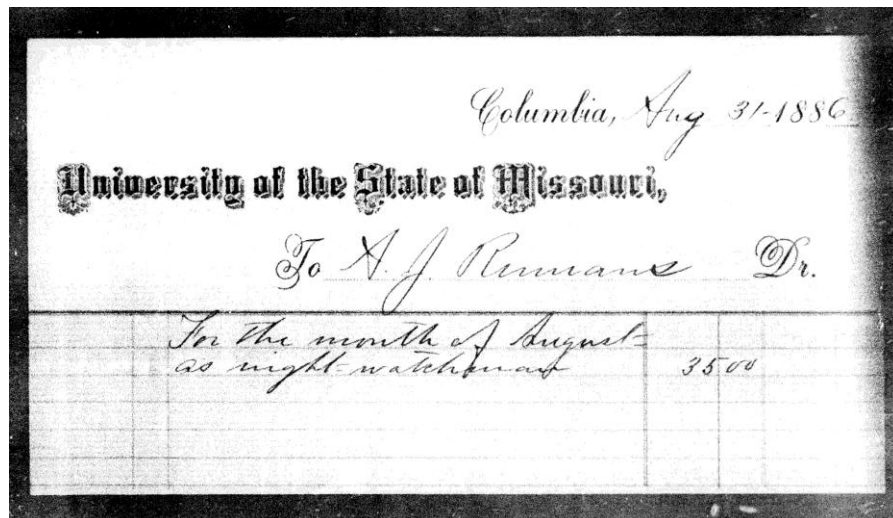 Columbia, Aug 31-1886
University of the State of Missouri,
To A. J. Runnans Dr.
For the month of August
as night-watchman 35 00